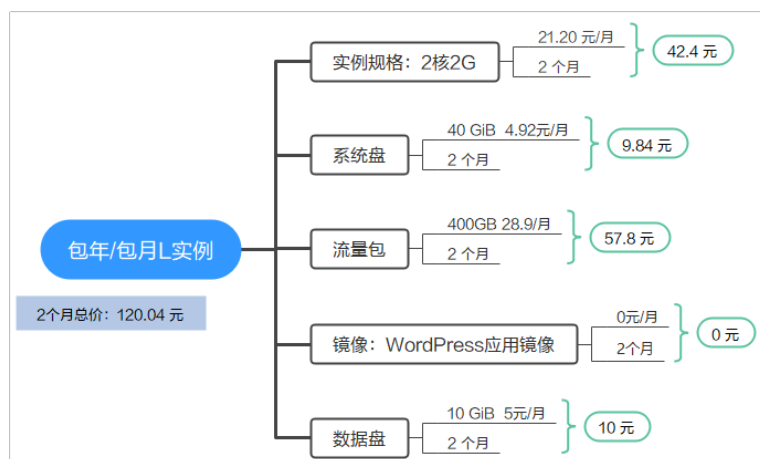 实例规格：2核2G
21.20 元/月
2 个月
42.4 元
系统盘
40 GiB 4.92元/月
2 个月
9.84 元
包年/包月L实例
2个月总价：120.04 元
流量包
400GB 28.9/月
2 个月
57.8 元
镜像：WordPress应用镜像
0元/月
2个月
0 元
数据盘
10 GiB 5元/月
2 个月
10 元